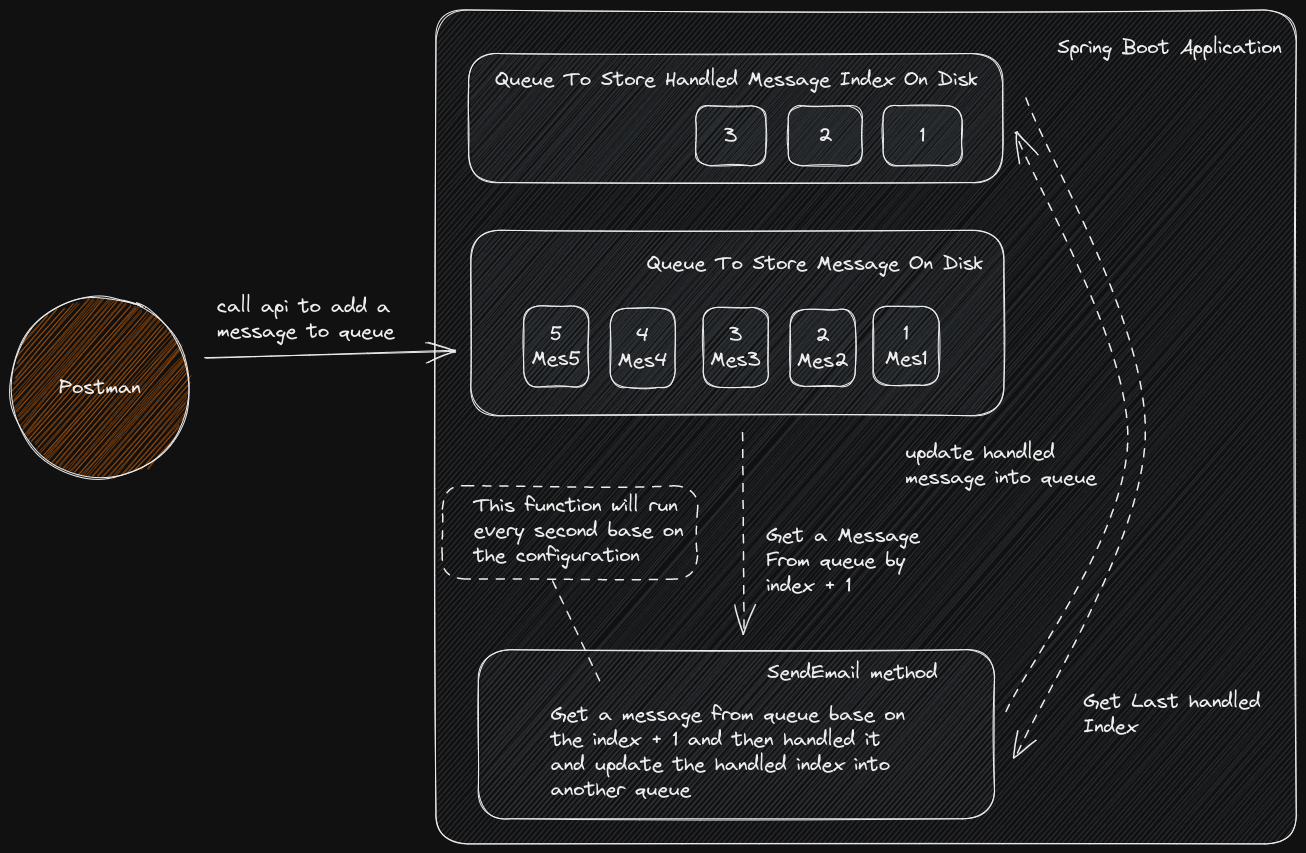 Spring Boot Application
Queue To Store Handled Message Index On Disk
3 2 1
Queue To Store Message On Disk
5 4 3 2 1
Mes5 Mes4 Mes3 Mes2 Mes1
call api to add a
message to queue
Postman
update handled
message into queue
This function will run
every second base on
the configuration
Get a Message
From queue by
index + 1
SendEmail method
Get a message from queue base on
the index + 1 and then handled it
and update the handled index into
another queue
Get Last handled
Index